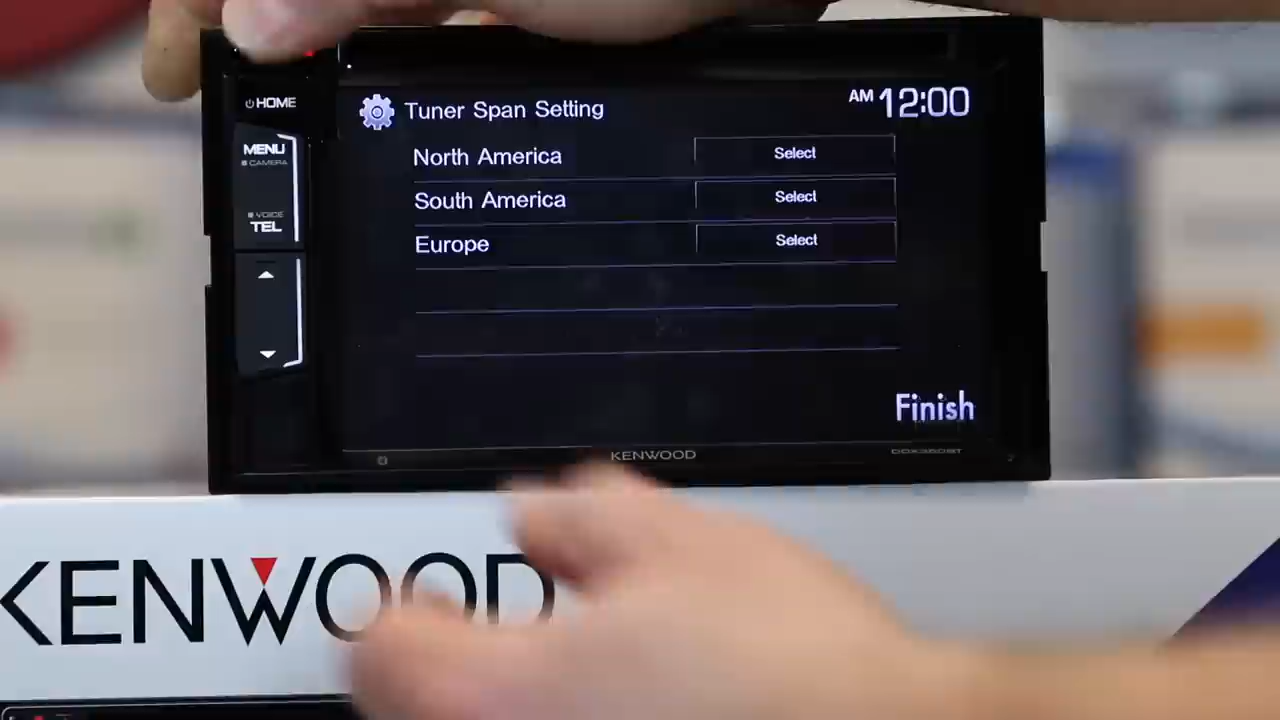 HOME
MENU
CAMERA
VOICE
TEL
Tuner Span Setting
AM 12:00
North America Select
South America Select
Europe Select
Finish
KENWOOD
KENWOOD